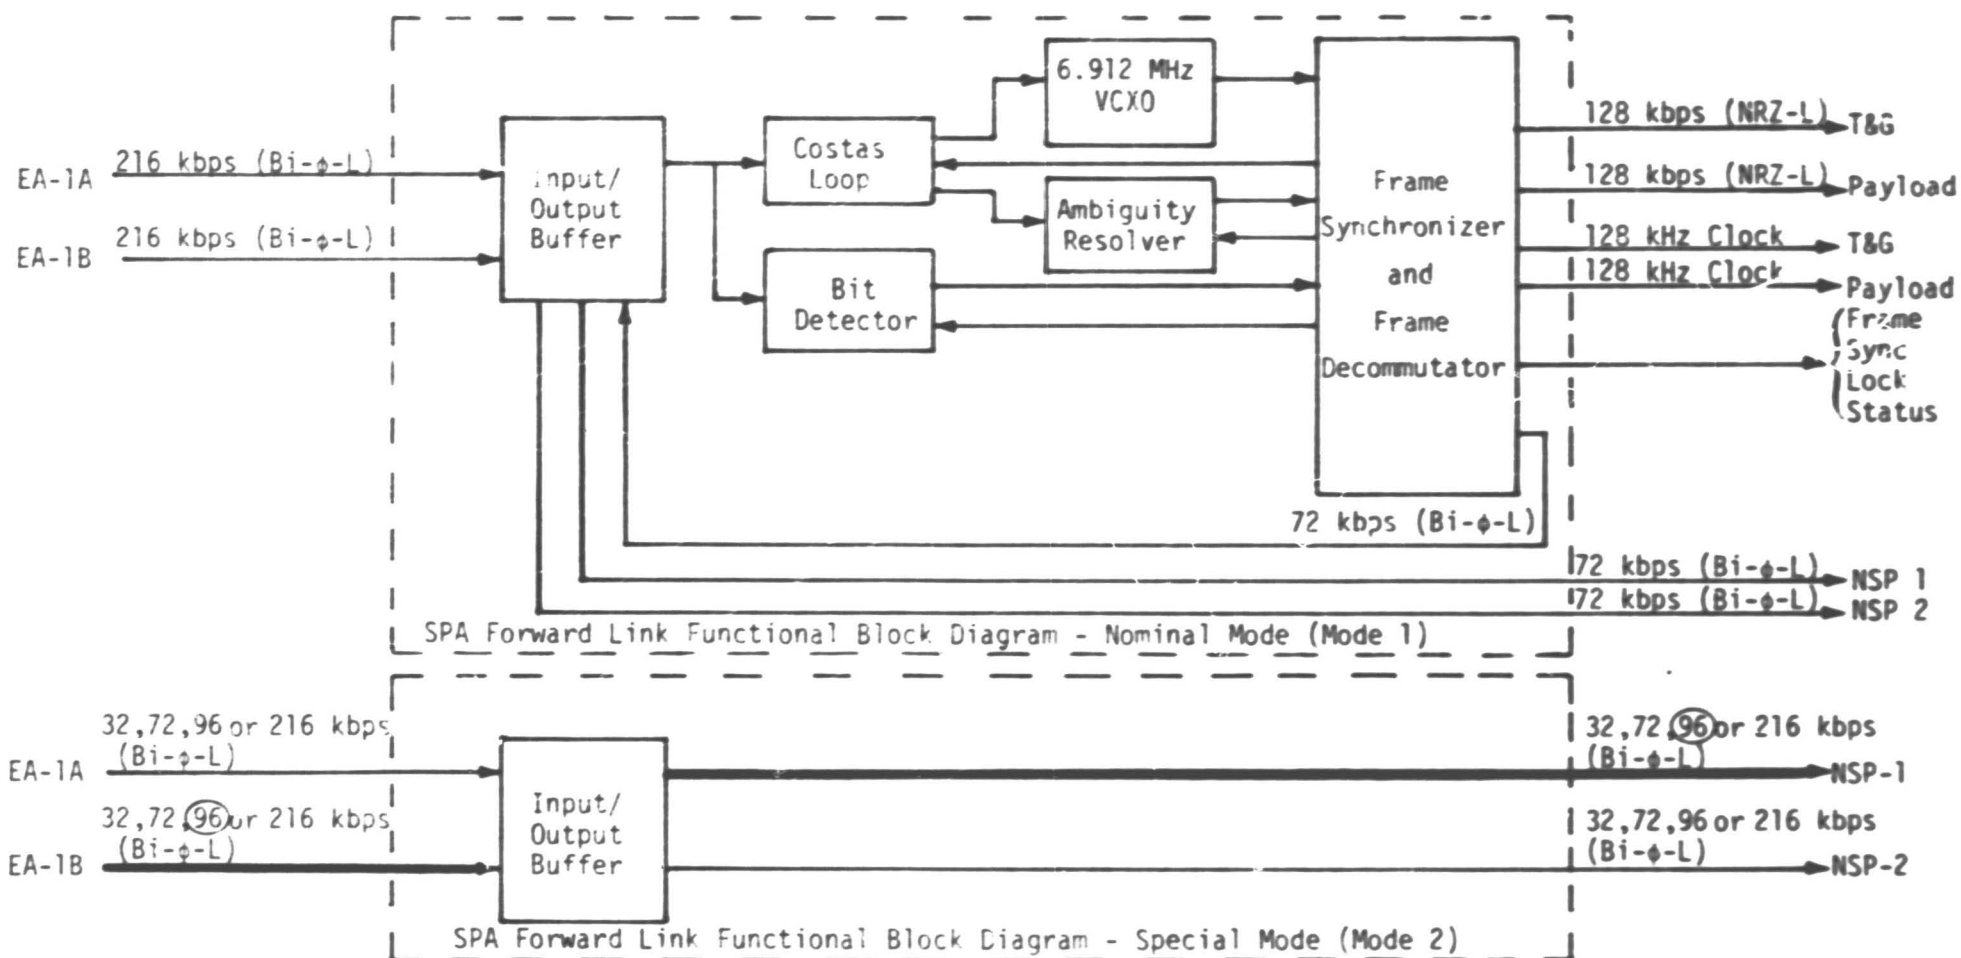 6.912 MHz
VCXO
128 kbps (NRZ-L)
T&G
216 kbps (Bi-ϕ-L)
EA-1A
Input/
Output
Buffer
Costas
Loop
Frame
Synchronizer
and
Frame
Decommutator
128 kbps (NRZ-L)
Payload
Ambiguity
Resolver
216 kbps (Bi-ϕ-L)
EA-1B
128 kHz Clock
T&G
128 kHz Clock
Payload
Bit
Detector
Frame
Sync
Lock
Status
72 kbps (Bi-ϕ-L)
72 kbps (Bi-ϕ-L)
NSP 1
72 kbps (Bi-ϕ-L)
NSP 2
SPA Forward Link Functional Block Diagram - Nominal Mode (Mode 1)
32,72,96 or 216 kbps
(Bi-ϕ-L)
EA-1A
32,72,96 or 216 kbps
(Bi-ϕ-L)
NSP-1
32,72,96 or 216 kbps
(Bi-ϕ-L)
EA-1B
Input/
Output
Buffer
32,72,96 or 216 kbps
(Bi-ϕ-L)
NSP-2
SPA Forward Link Functional Block Diagram - Special Mode (Mode 2)